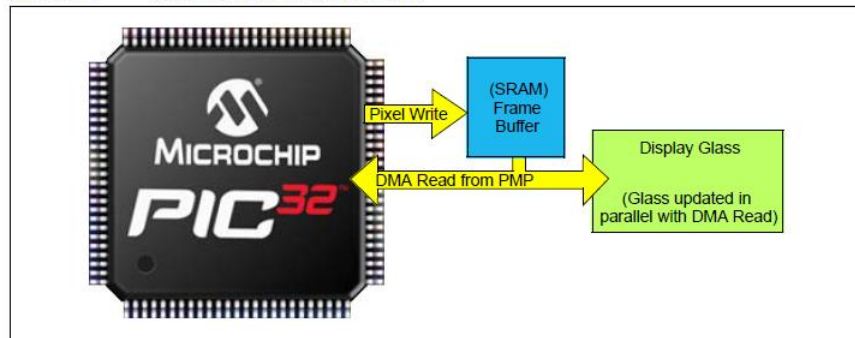 MICROCHIP
PIC32™
Pixel Write
(SRAM)
Frame
Buffer
DMA Read from PMP
Display Glass
(Glass updated in
parallel with DMA Read)